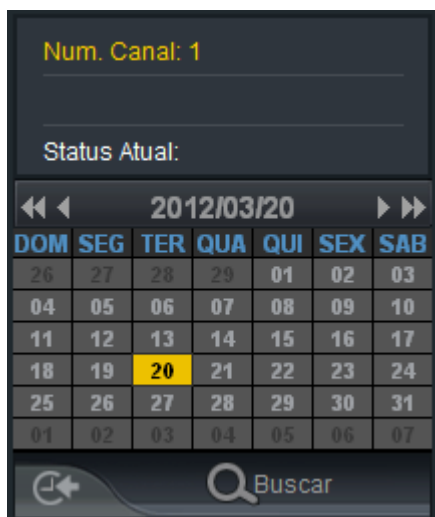 Num. Canal: 1
Status Atual:
2012/03/20
DOM SEG TER QUA QUI SEX SAB
26 27 28 29 01 02 03
04 05 06 07 08 09 10
11 12 13 14 15 16 17
18 19 20 21 22 23 24
25 26 27 28 29 30 31
01 02 03 04 05 06 07
Buscar